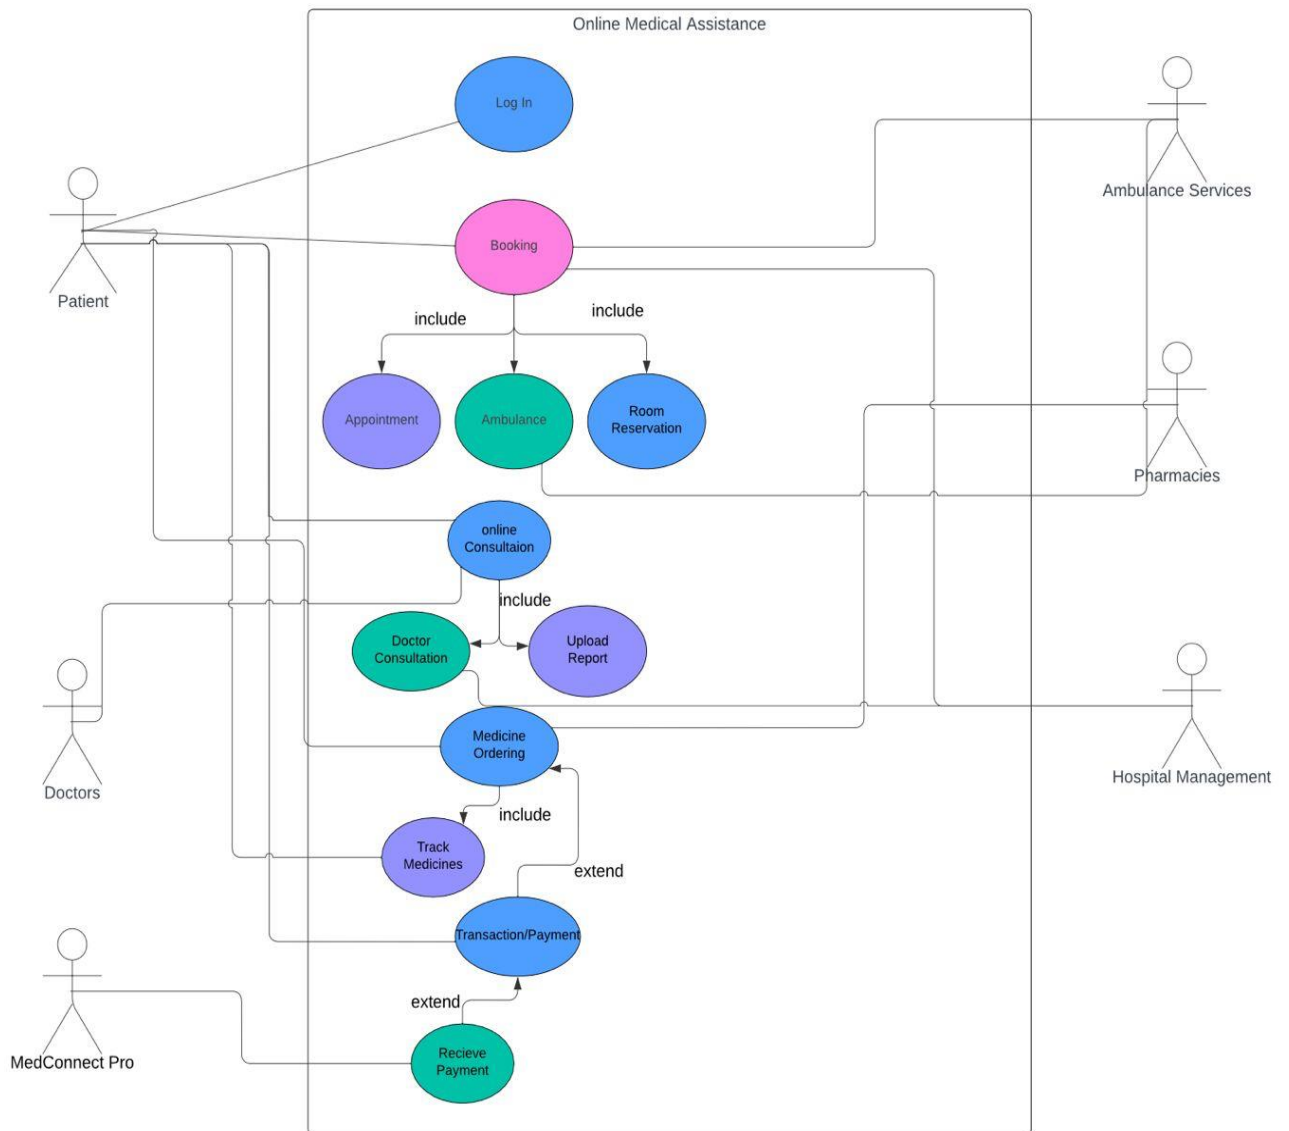 Online Medical Assistance
Log In
Ambulance Services
Booking
Patient
include
include
Appointment
Ambulance
Room
Reservation
Pharmacies
online
Consultaion
include
Doctor
Consultation
Upload
Report
Medicine
Ordering
Doctors
Hospital Management
include
Track
Medicines
extend
Transaction/Payment
extend
MedConnect Pro
Recieve
Payment